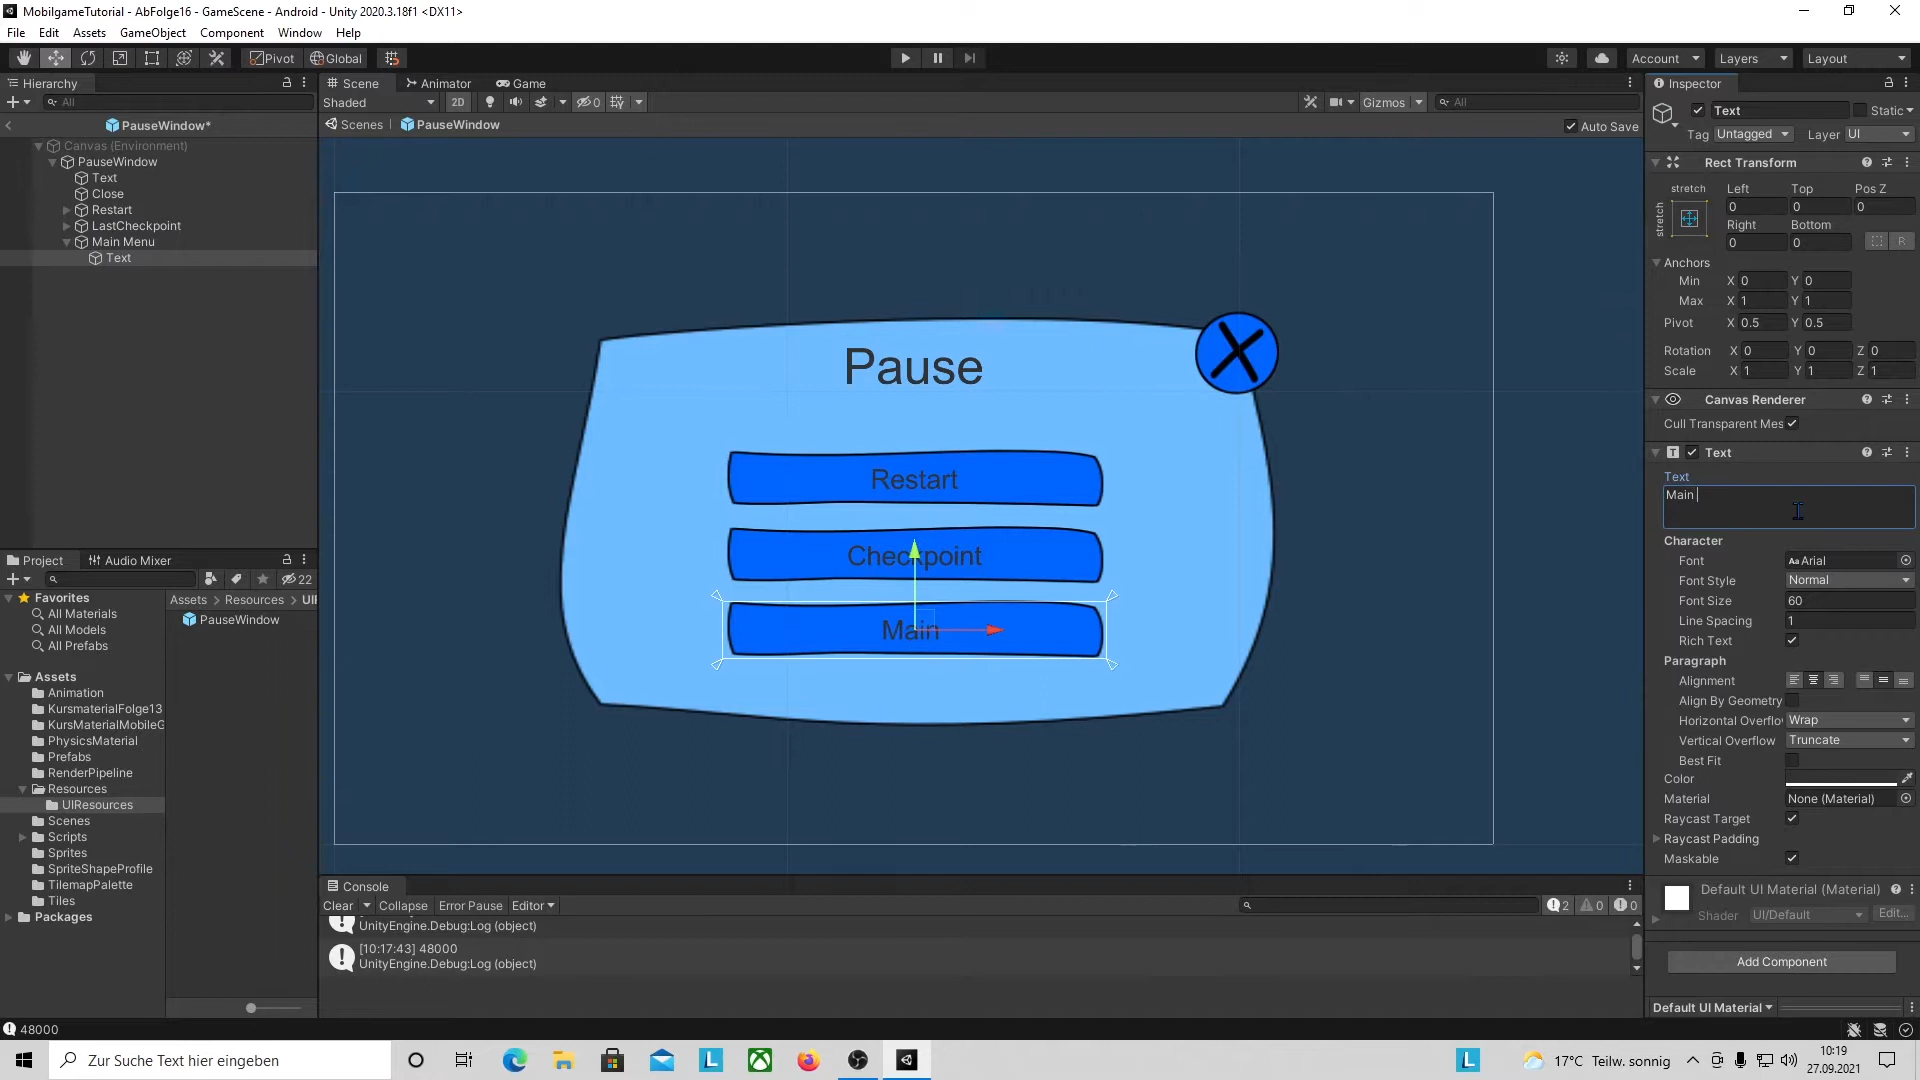 MobilgameTutorial - AbFolge16 - GameScene - Android - Unity 2020.3.18f1 <DX11>
File Edit Assets GameObject Component Window Help
Pivot Global Account Layers Layout
Hierarchy
All
PauseWindow*
Canvas (Environment)
PauseWindow
Text
Close
Restart
LastCheckpoint
Main Menu
Text
Scene Animator Game
Shaded 2D 0 Gizmos All
Scenes PauseWindow Auto Save
Pause
Restart
Checkpoint
Main
Project Audio Mixer
22
Favorites
All Materials
All Models
All Prefabs
Assets
Animation
KursmaterialFolge13
KursMaterialMobileG
PhysicsMaterial
Prefabs
RenderPipeline
Resources
UIResources
Scenes
Scripts
Sprites
SpriteShapeProfile
TilemapPalette
Tiles
Packages
Assets Resources UIF
PauseWindow
Console
Clear Collapse Error Pause Editor 2 0 0
UnityEngine.Debug:Log (object)
[10:17:43] 48000
UnityEngine.Debug:Log (object)
Inspector
Text Static
Tag Untagged Layer UI
Rect Transform
stretch Left Top Pos Z
stretch 0 0 0
Right Bottom
0 0 R
Anchors
Min X 0 Y 0
Max X 1 Y 1
Pivot X 0.5 Y 0.5
Rotation X 0 Y 0 Z 0
Scale X 1 Y 1 Z 1
Canvas Renderer
Cull Transparent Mes
Text
Text
Main
Character
Font Aa Arial
Font Style Normal
Font Size 60
Line Spacing 1
Rich Text
Paragraph
Alignment
Align By Geometry
Horizontal Overflow Wrap
Vertical Overflow Truncate
Best Fit
Color
Material None (Material)
Raycast Target
Raycast Padding
Maskable
Default UI Material (Material)
Shader UI/Default Edit...
Add Component
Default UI Material
48000
Zur Suche Text hier eingeben
17°C Teilw. sonnig
10:19
27.09.2021